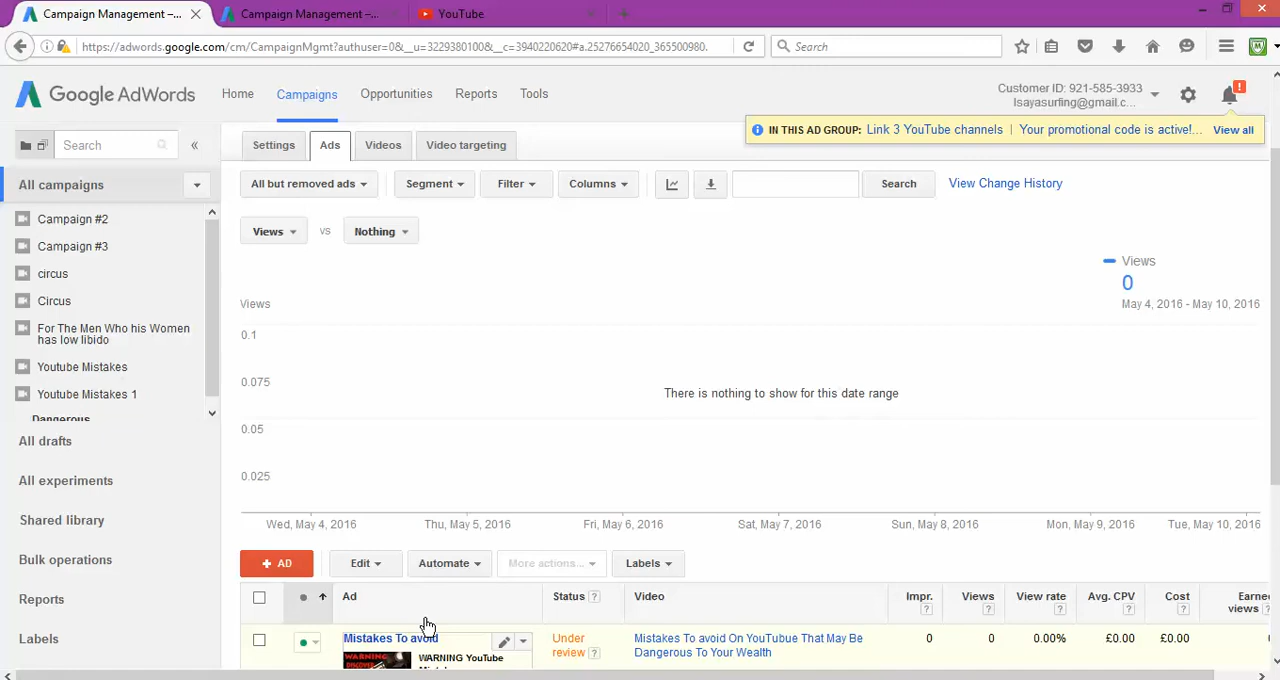 Campaign Management –...
Campaign Management –...
YouTube
https://adwords.google.com/cm/CampaignMgmt?authuser=0&__u=3229380100&__c=3940223620#a.25276654020_365500980.
Search
Google AdWords
Home
Campaigns
Opportunities
Reports
Tools
Customer ID: 921-585-3933
Isayasurfing@gmail.c...
!
IN THIS AD GROUP: Link 3 YouTube channels | Your promotional code is active!... View all
Search
«
Settings
Ads
Videos
Video targeting
All campaigns
All but removed ads
Segment
Filter
Columns
Search
View Change History
Campaign #2
Campaign #3
circus
Circus
For The Men Who his Women
has low libido
Youtube Mistakes
Youtube Mistakes 1
Dangerous
All drafts
All experiments
Shared library
Bulk operations
Reports
Labels
Views
vs
Nothing
Views
0
May 4, 2016 - May 10, 2016
Views
0.1
0.075
There is nothing to show for this date range
0.05
0.025
Wed, May 4, 2016
Thu, May 5, 2016
Fri, May 6, 2016
Sat, May 7, 2016
Sun, May 8, 2016
Mon, May 9, 2016
Tue, May 10, 2016
+ AD
Edit
Automate
More actions...
Labels
Ad
Status ?
Video
Impr. ?
Views ?
View rate ?
Avg. CPV ?
Cost ?
Earned views ?
Mistakes To avoid
WARNING
WARNING YouTube
Under
review ?
Mistakes To avoid On YouTubue That May Be
Dangerous To Your Wealth
0
0
0.00%
£0.00
£0.00